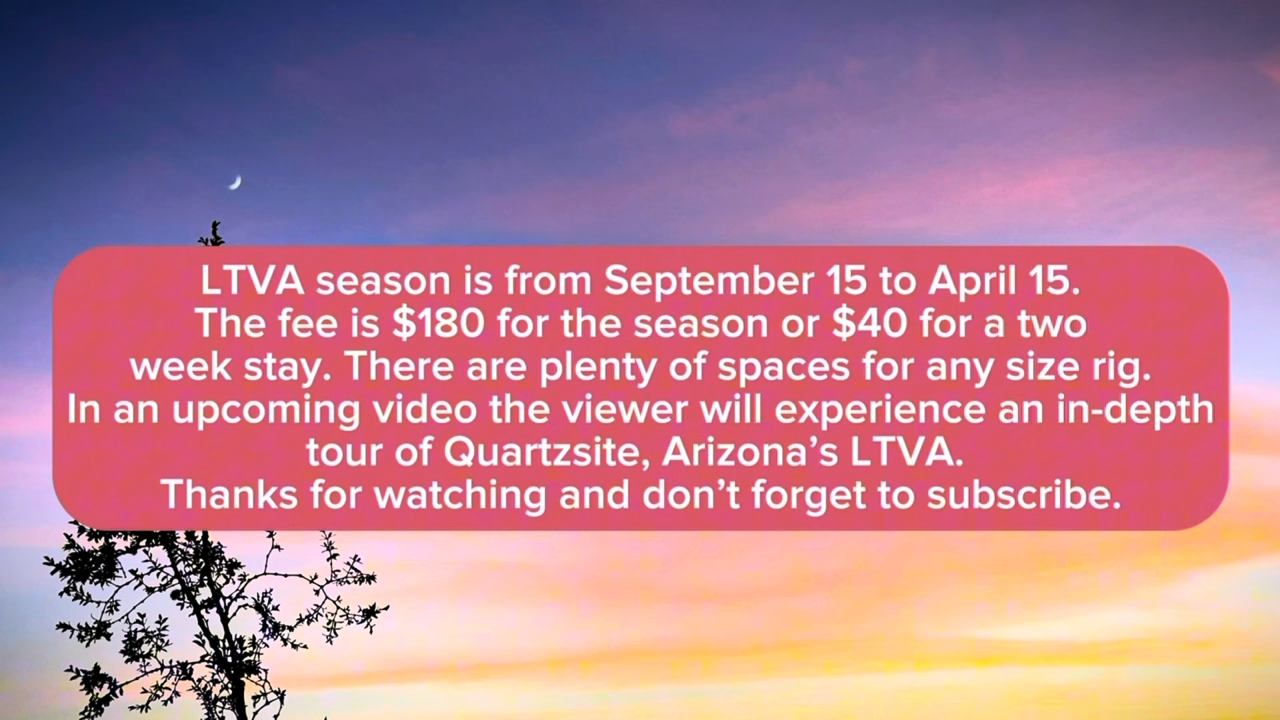 LTVA season is from September 15 to April 15.
The fee is $180 for the season or $40 for a two
week stay. There are plenty of spaces for any size rig.
In an upcoming video the viewer will experience an in-depth
tour of Quartzsite, Arizona’s LTVA.
Thanks for watching and don’t forget to subscribe.